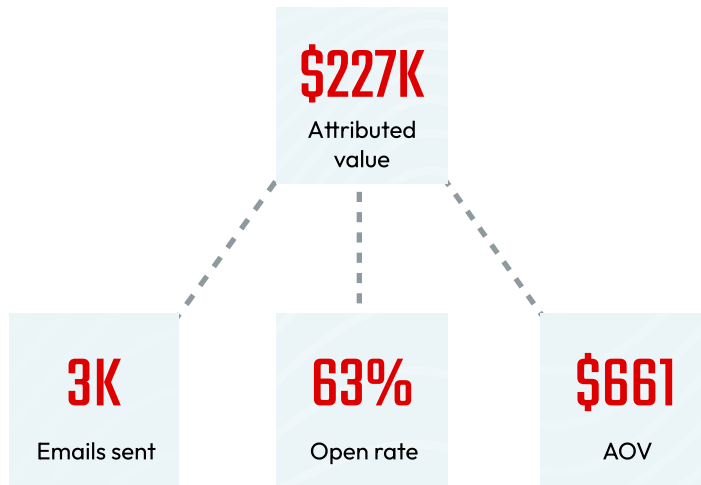 $227K
Attributed
value
3K
Emails sent
63%
Open rate
$661
AOV